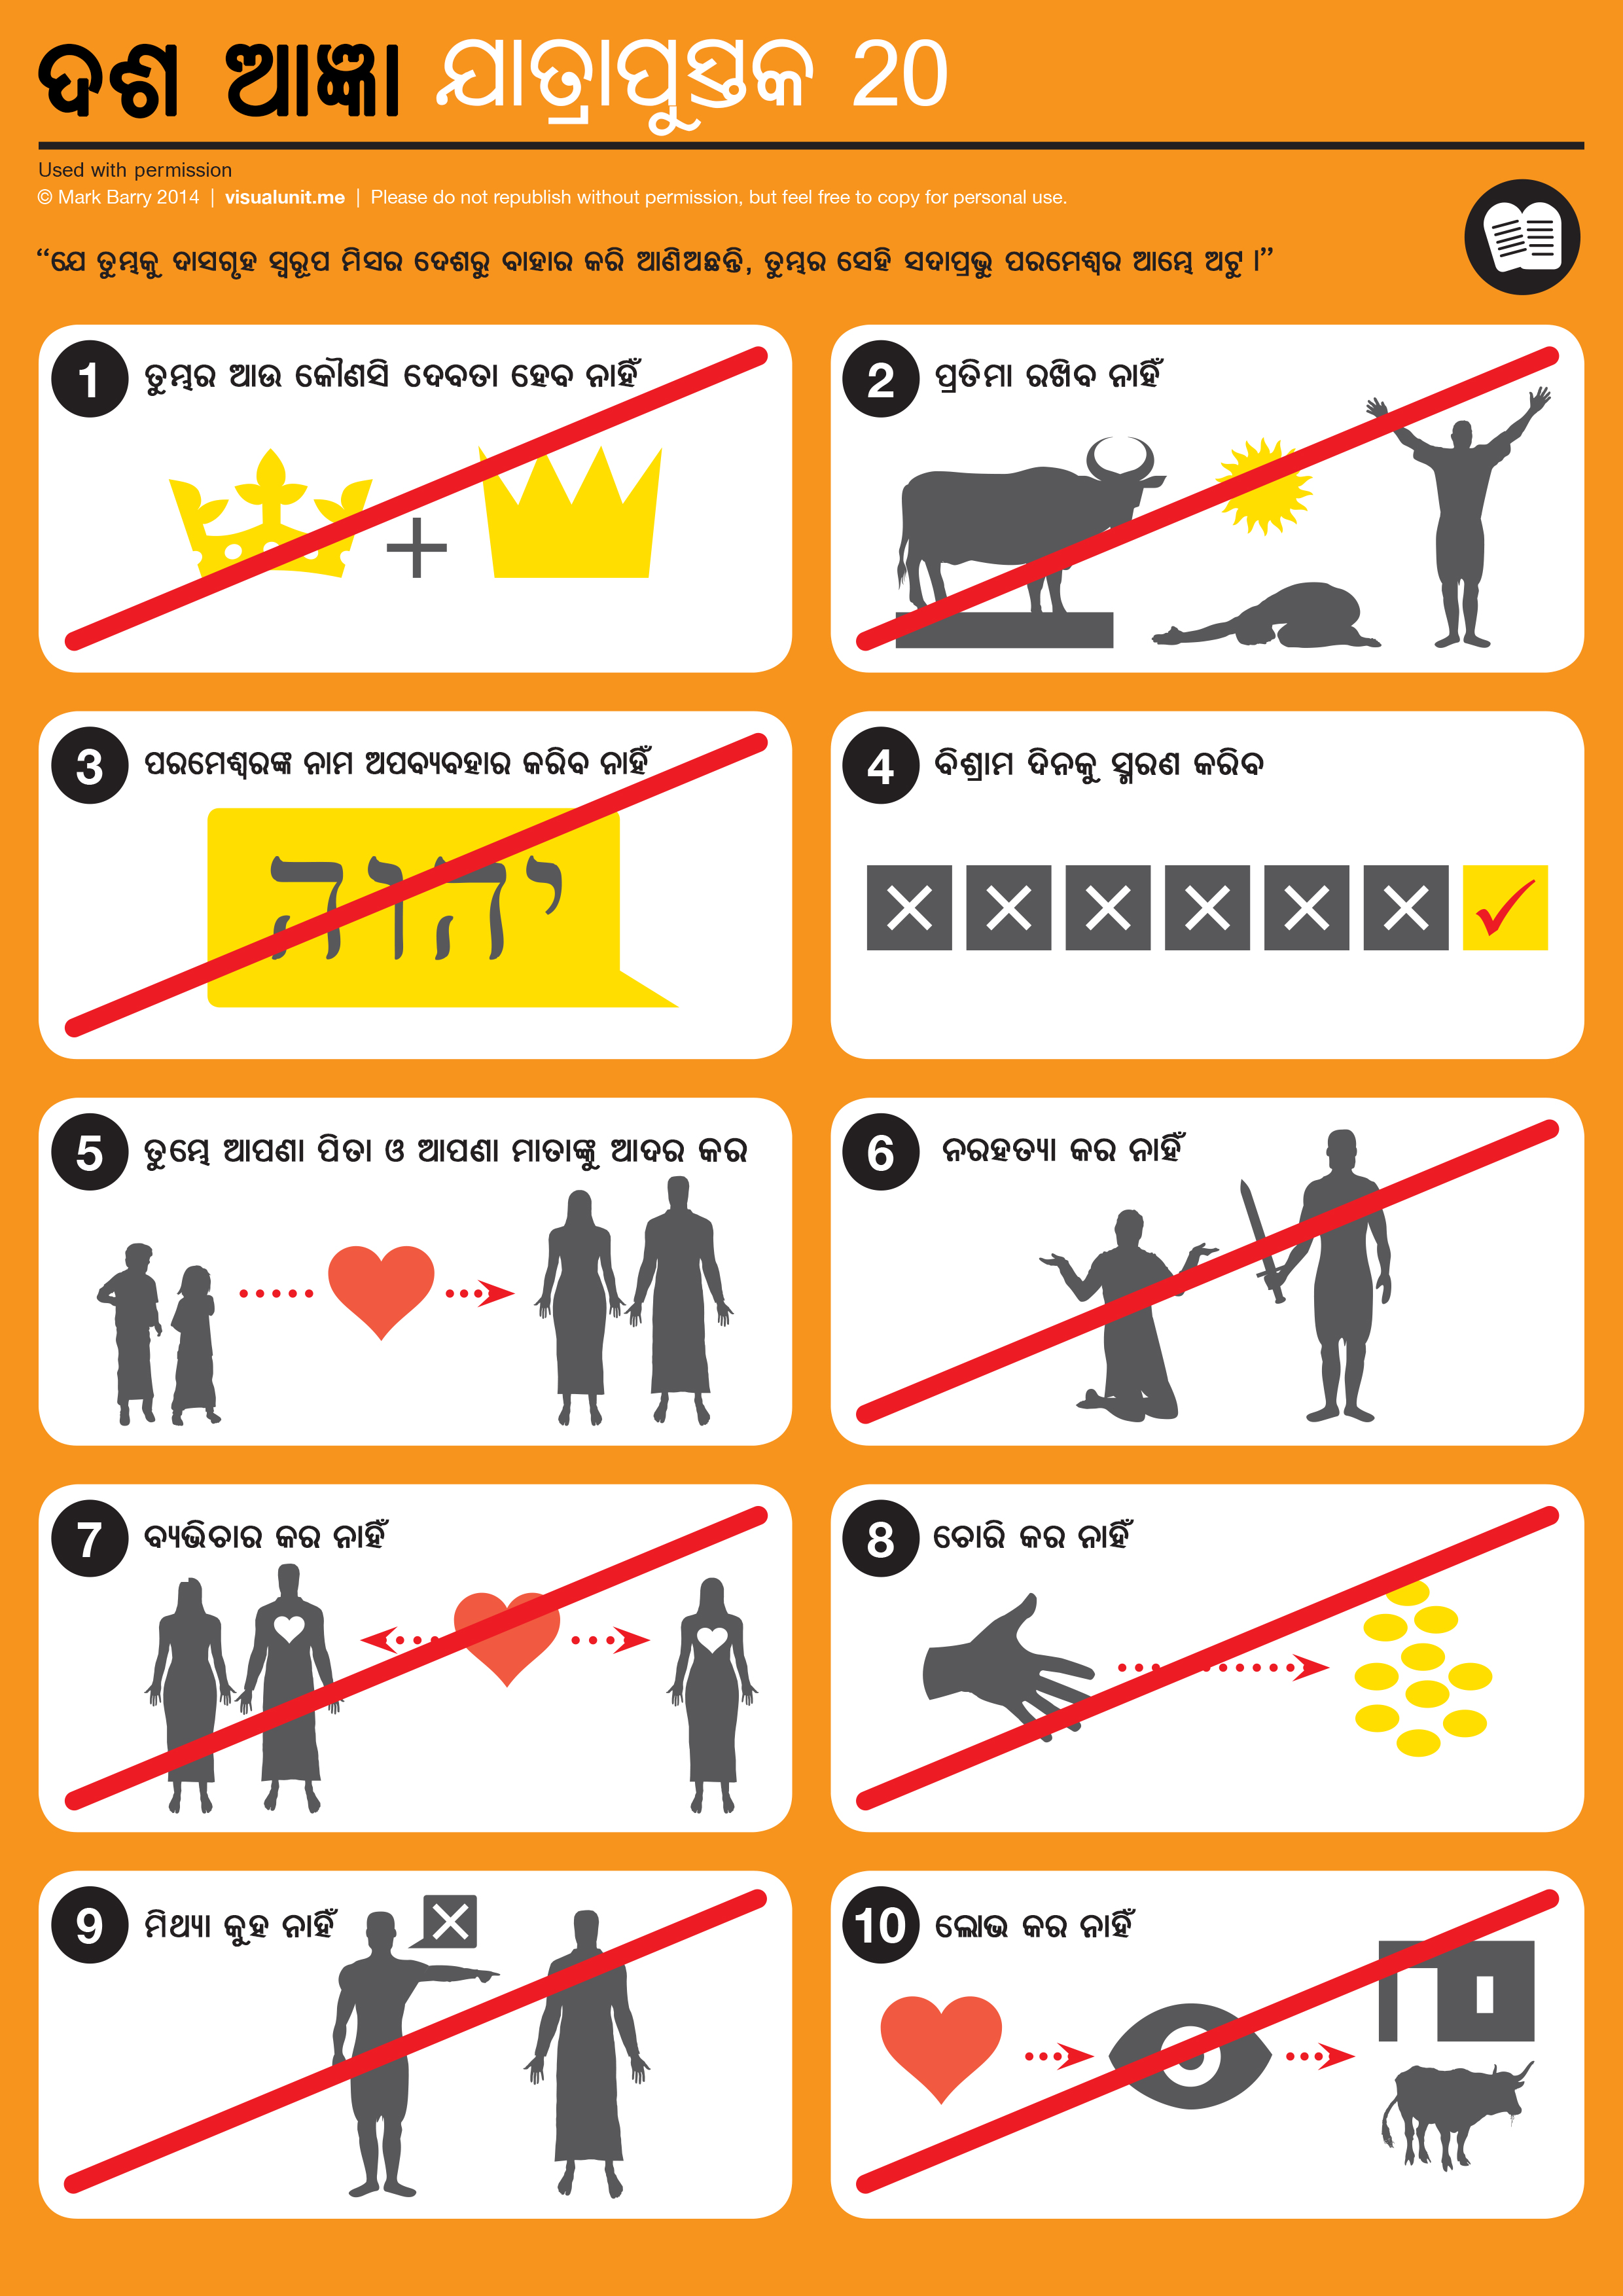 ଦଶ ଆଜ୍ଞା ଯାତ୍ରାପୁସ୍ତକ 20
Used with permission
© Mark Barry 2014 | visualunit.me | Please do not republish without permission, but feel free to copy for personal use.
“ଯେ ତୁମ୍ଭକୁ ଦାସଗୃହ ସ୍ୱରୂପ ମିସର ଦେଶରୁ ବାହାର କରି ଆଣିଅଛନ୍ତି, ତୁମ୍ଭର ସେହି ସଦାପ୍ରଭୁ ପରମେଶ୍ୱର ଆମ୍ଭେ ଅଟୁ ।”
1 ତୁମ୍ଭର ଆଉ କୌଣସି ଦେବତା ହେବ ନାହିଁ
2 ପ୍ରତିମା ରଖିବ ନାହିଁ
3 ପରମେଶ୍ୱରଙ୍କ ନାମ ଅପବ୍ୟବହାର କରିବ ନାହିଁ
יהוה
4 ବିଶ୍ରାମ ଦିନକୁ ସ୍ମରଣ କରିବ
5 ତୁମ୍ଭେ ଆପଣା ପିତା ଓ ଆପଣା ମାତାଙ୍କୁ ଆଦର କର
6 ନରହତ୍ୟା କର ନାହିଁ
7 ବ୍ୟଭିଚାର କର ନାହିଁ
8 ଚୋରି କର ନାହିଁ
9 ମିଥ୍ୟା କୁହ ନାହିଁ
10 ଲୋଭ କର ନାହିଁ